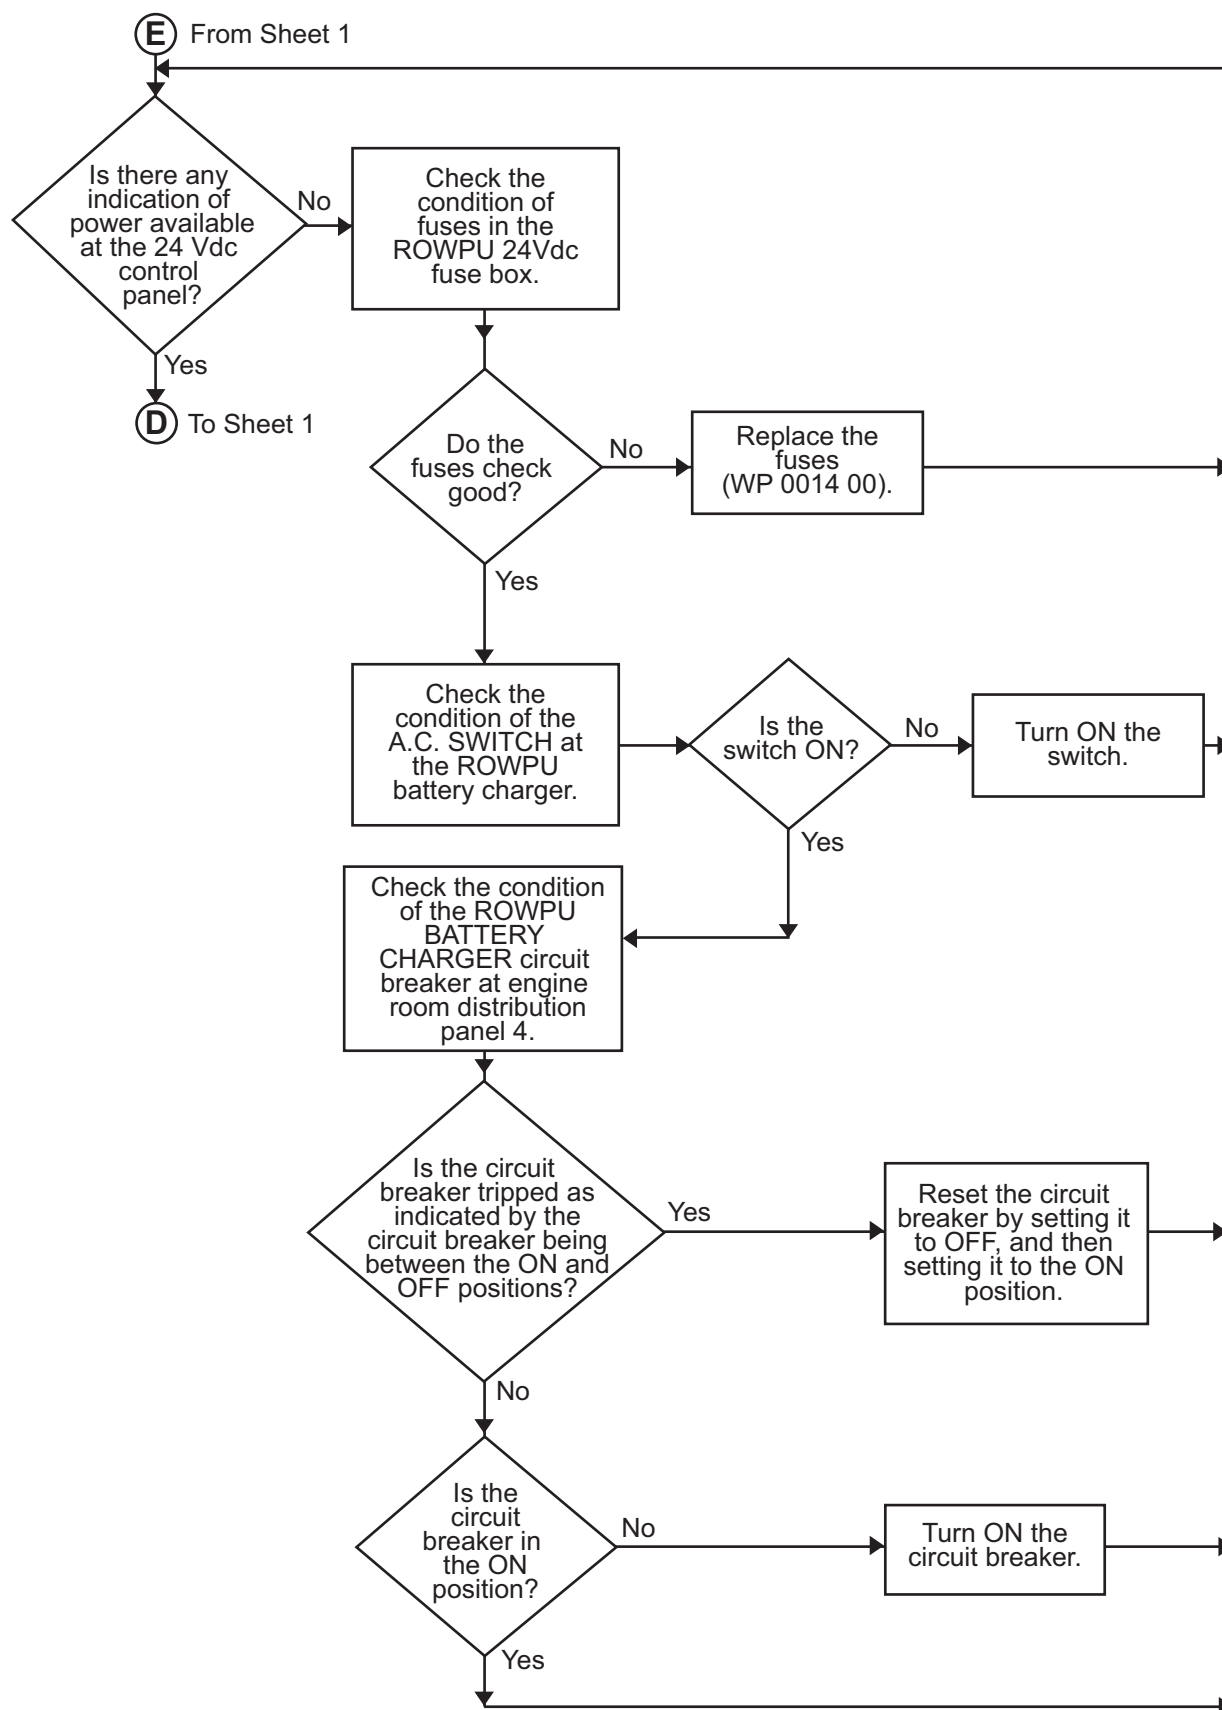 E From Sheet 1
Is there any
indication of
power available
at the 24 Vdc
control
panel?
No
Check the
condition of
fuses in the
ROWPU 24Vdc
fuse box.
Yes
D To Sheet 1
Do the
fuses check
good?
No
Replace the
fuses
(WP 0014 00).
Yes
Check the
condition of the
A.C. SWITCH at
the ROWPU
battery charger.
Is the
switch ON?
No
Turn ON the
switch.
Yes
Check the condition
of the ROWPU
BATTERY
CHARGER circuit
breaker at engine
room distribution
panel 4.
Is the circuit
breaker tripped as
indicated by the
circuit breaker being
between the ON and
OFF positions?
Yes
Reset the circuit
breaker by setting it
to OFF, and then
setting it to the ON
position.
No
Is the
circuit
breaker in
the ON
position?
No
Turn ON the
circuit breaker.
Yes